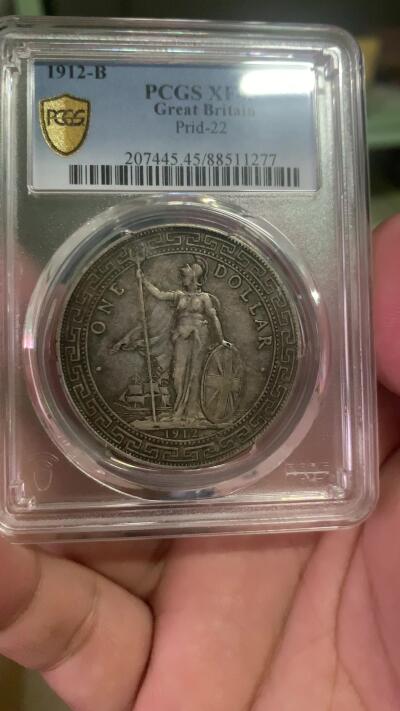 1912-B
PCGS XF
Great Britain
Prid-22
207445.45/88511277
PCGS
ONE DOLLAR
1912